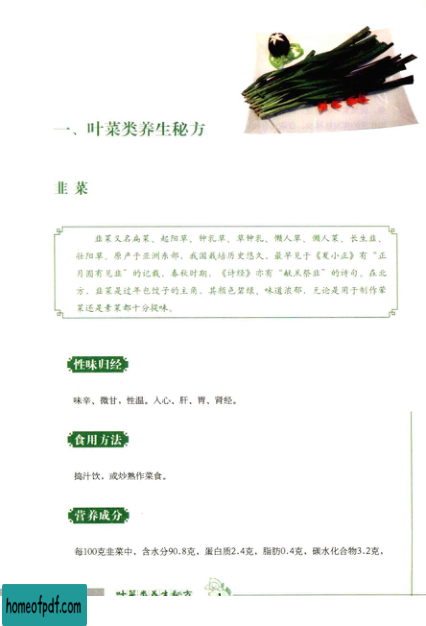 一、叶菜类养生秘方
韭菜
韭菜又名扁菜、起阳草、钟乳草、草钟乳、懒人草、懒人菜、长生韭、
壮阳草，原产于亚洲东部，我国栽培历史悠久，最早见于《夏小正》有“正
月囿有见韭”的记载，春秋时期，《诗经》亦有“献羔祭韭”的诗句。在北
方，韭菜是过年包饺子的主角。其颜色碧绿、味道浓郁，无论是用于制作荤
菜还是素菜都十分提味。
性味归经
味辛、微甘，性温。入心、肝、胃、肾经。
食用方法
捣汁饮，或炒熟作菜食。
营养成分
每100克韭菜中，含水分90.8克，蛋白质2.4克，脂肪0.4克，碳水化合物3.2克，
叶菜类养生秘方
homeofpdf.com